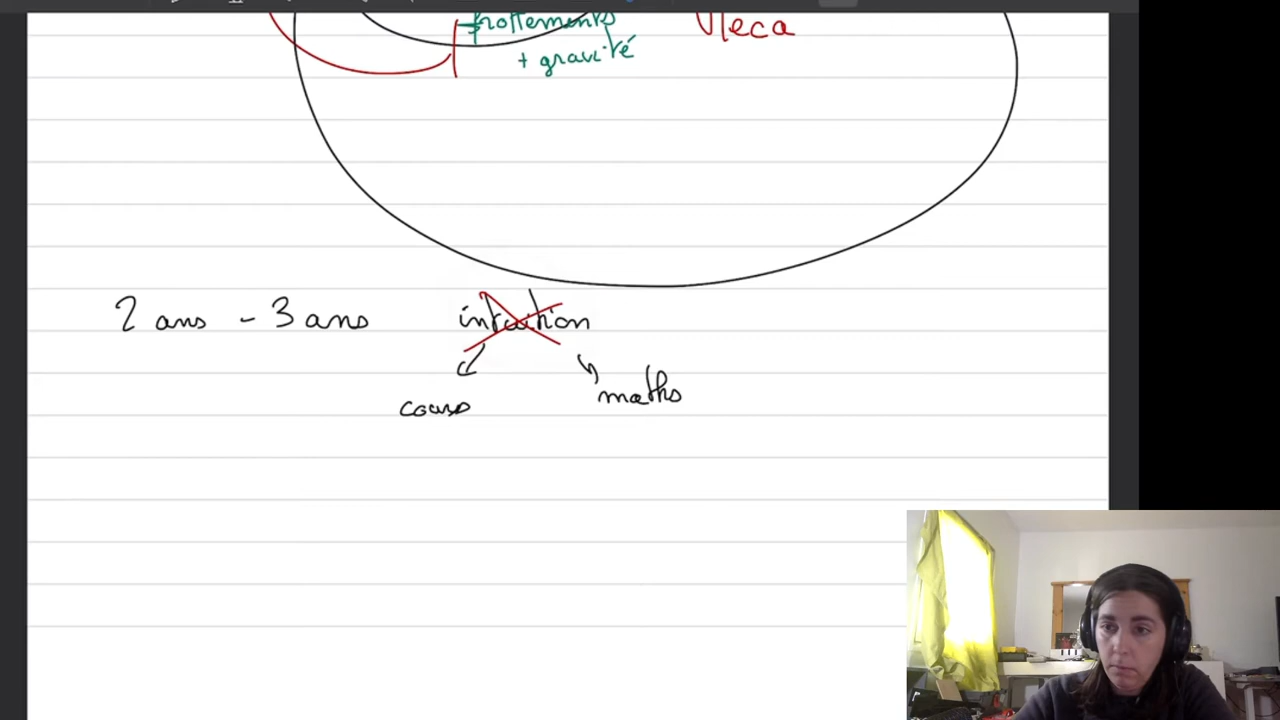 frottements
Meca
+ gravité
2 ans - 3 ans intuition
cours
maths